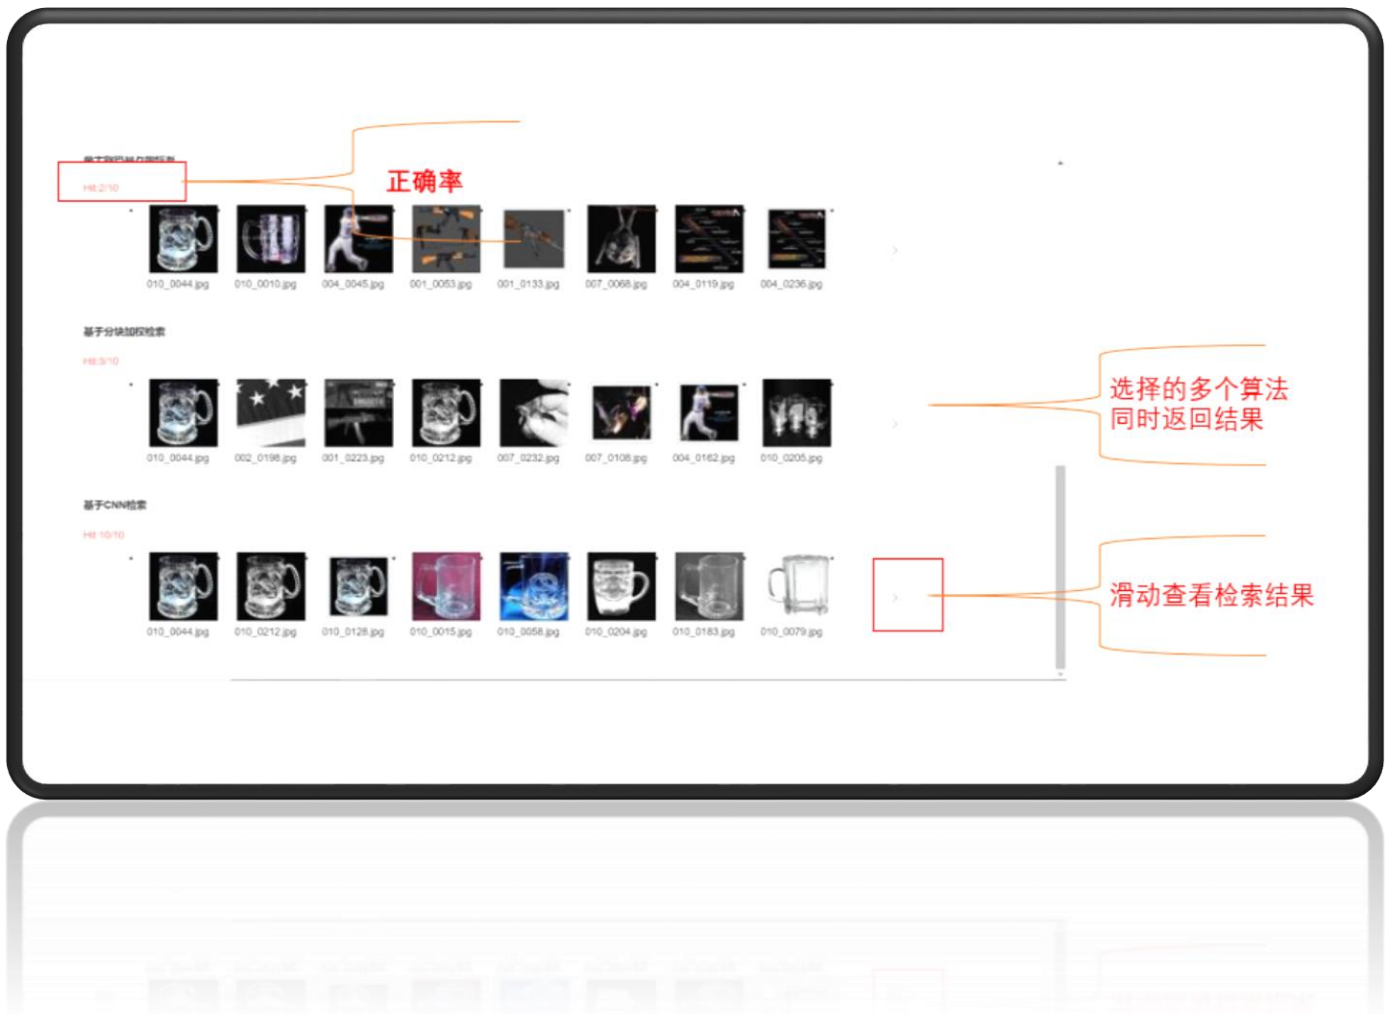 Hit:2/10
正确率
010_0044.jpg 010_0010.jpg 004_0045.jpg 001_0053.jpg 001_0133.jpg 007_0068.jpg 004_0119.jpg 004_0236.jpg
基于分块加权检索
Hit:3/10
010_0044.jpg 002_0198.jpg 001_0223.jpg 010_0212.jpg 007_0232.jpg 007_0108.jpg 004_0162.jpg 010_0205.jpg
选择的多个算法
同时返回结果
基于CNN检索
Hit:10/10
010_0044.jpg 010_0212.jpg 010_0128.jpg 010_0015.jpg 010_0058.jpg 010_0204.jpg 010_0183.jpg 010_0079.jpg
滑动查看检索结果